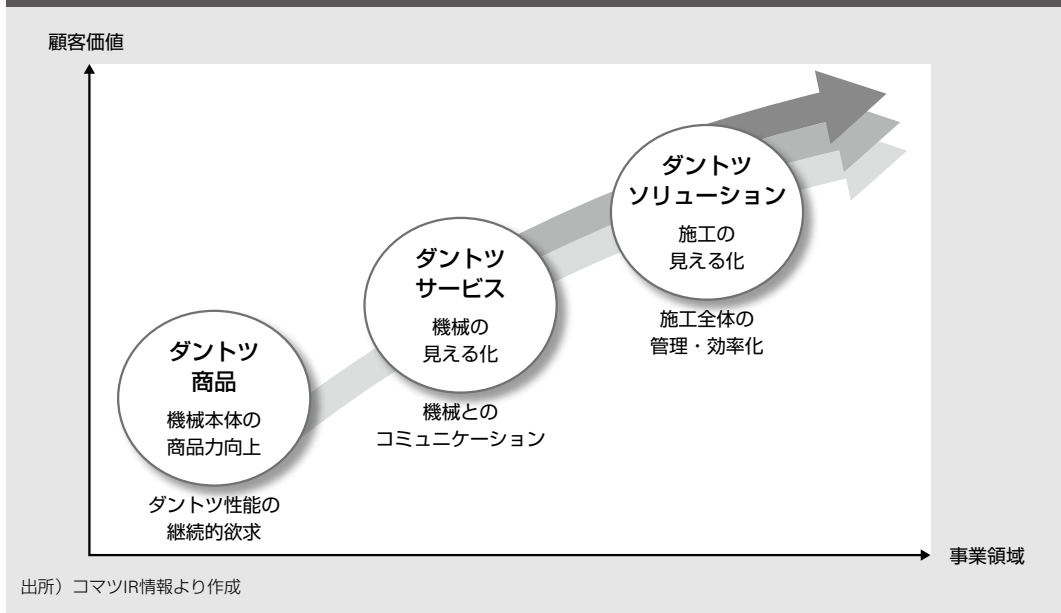 顧客価値
ダントツ
ソリューション
施工の
見える化
施工全体の
管理・効率化
ダントツ
サービス
機械の
見える化
機械との
コミュニケーション
ダントツ
商品
機械本体の
商品力向上
ダントツ性能の
継続的欲求
事業領域
出所）コマツIR情報より作成